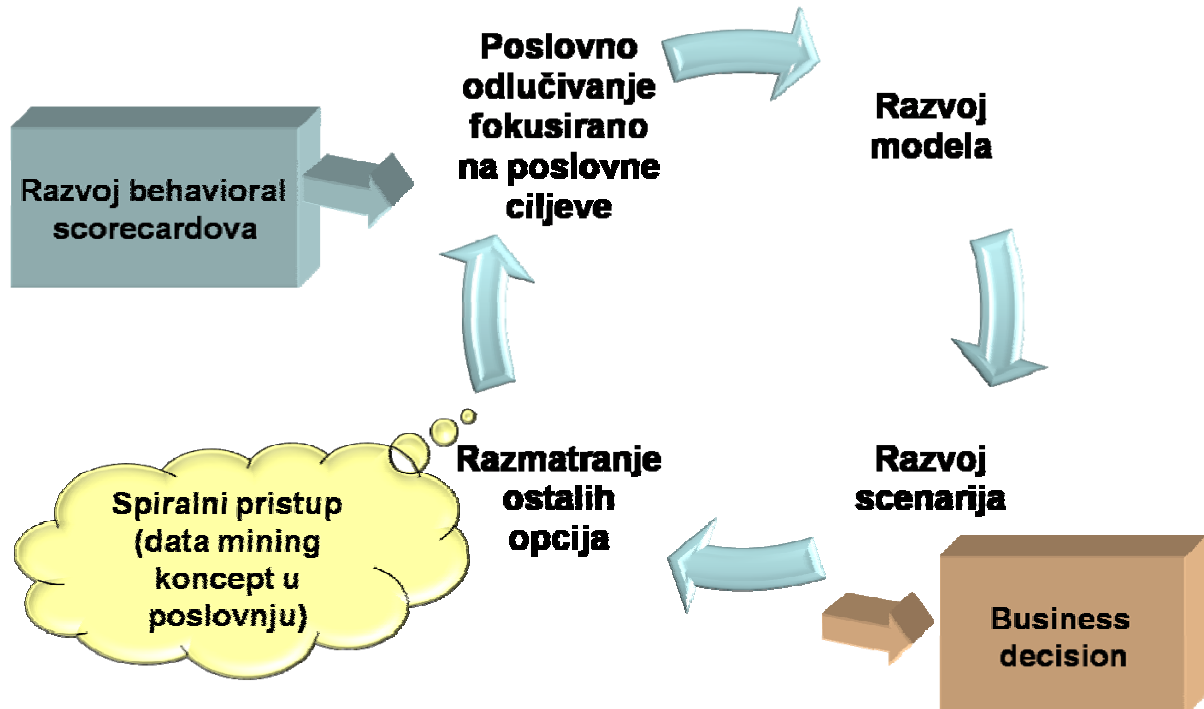 Poslovno
odlučivanje
fokusirano
na poslovne
ciljeve
Razvoj
modela
Razvoj behavioral
scorecardova
Razmatranje
ostalih
opcija
Razvoj
scenarija
Spiralni pristup
(data mining
koncept u
poslovnju)
Business
decision